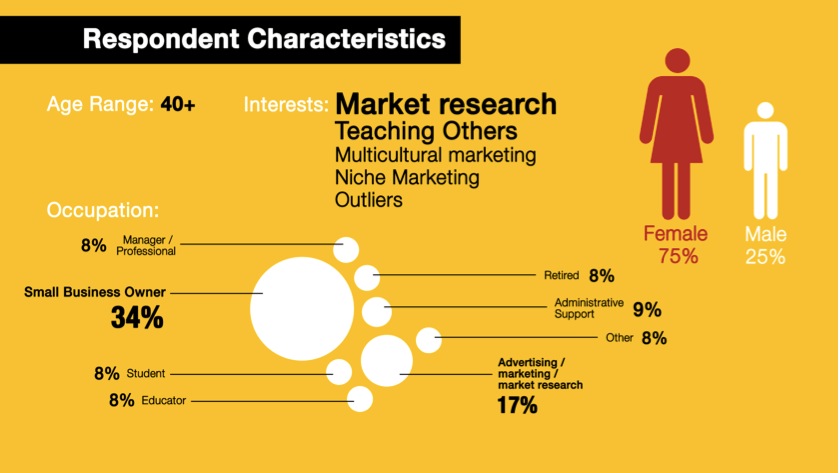 Respondent Characteristics
Age Range: 40+
Interests: Market research
Teaching Others
Multicultural marketing
Niche Marketing
Outliers
Female
75%
Male
25%
Occupation:
8% Manager /
Professional
Small Business Owner
34%
8% Student
8% Educator
Retired 8%
Administrative
Support 9%
Other 8%
Advertising /
marketing /
market research
17%